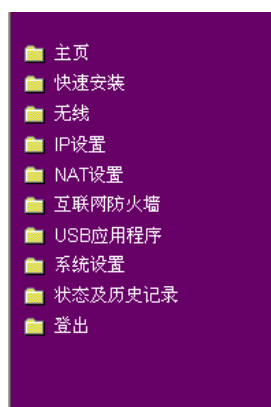 主页
快速安装
无线
IP设置
NAT设置
互联网防火墙
USB应用程序
系统设置
状态及历史记录
登出